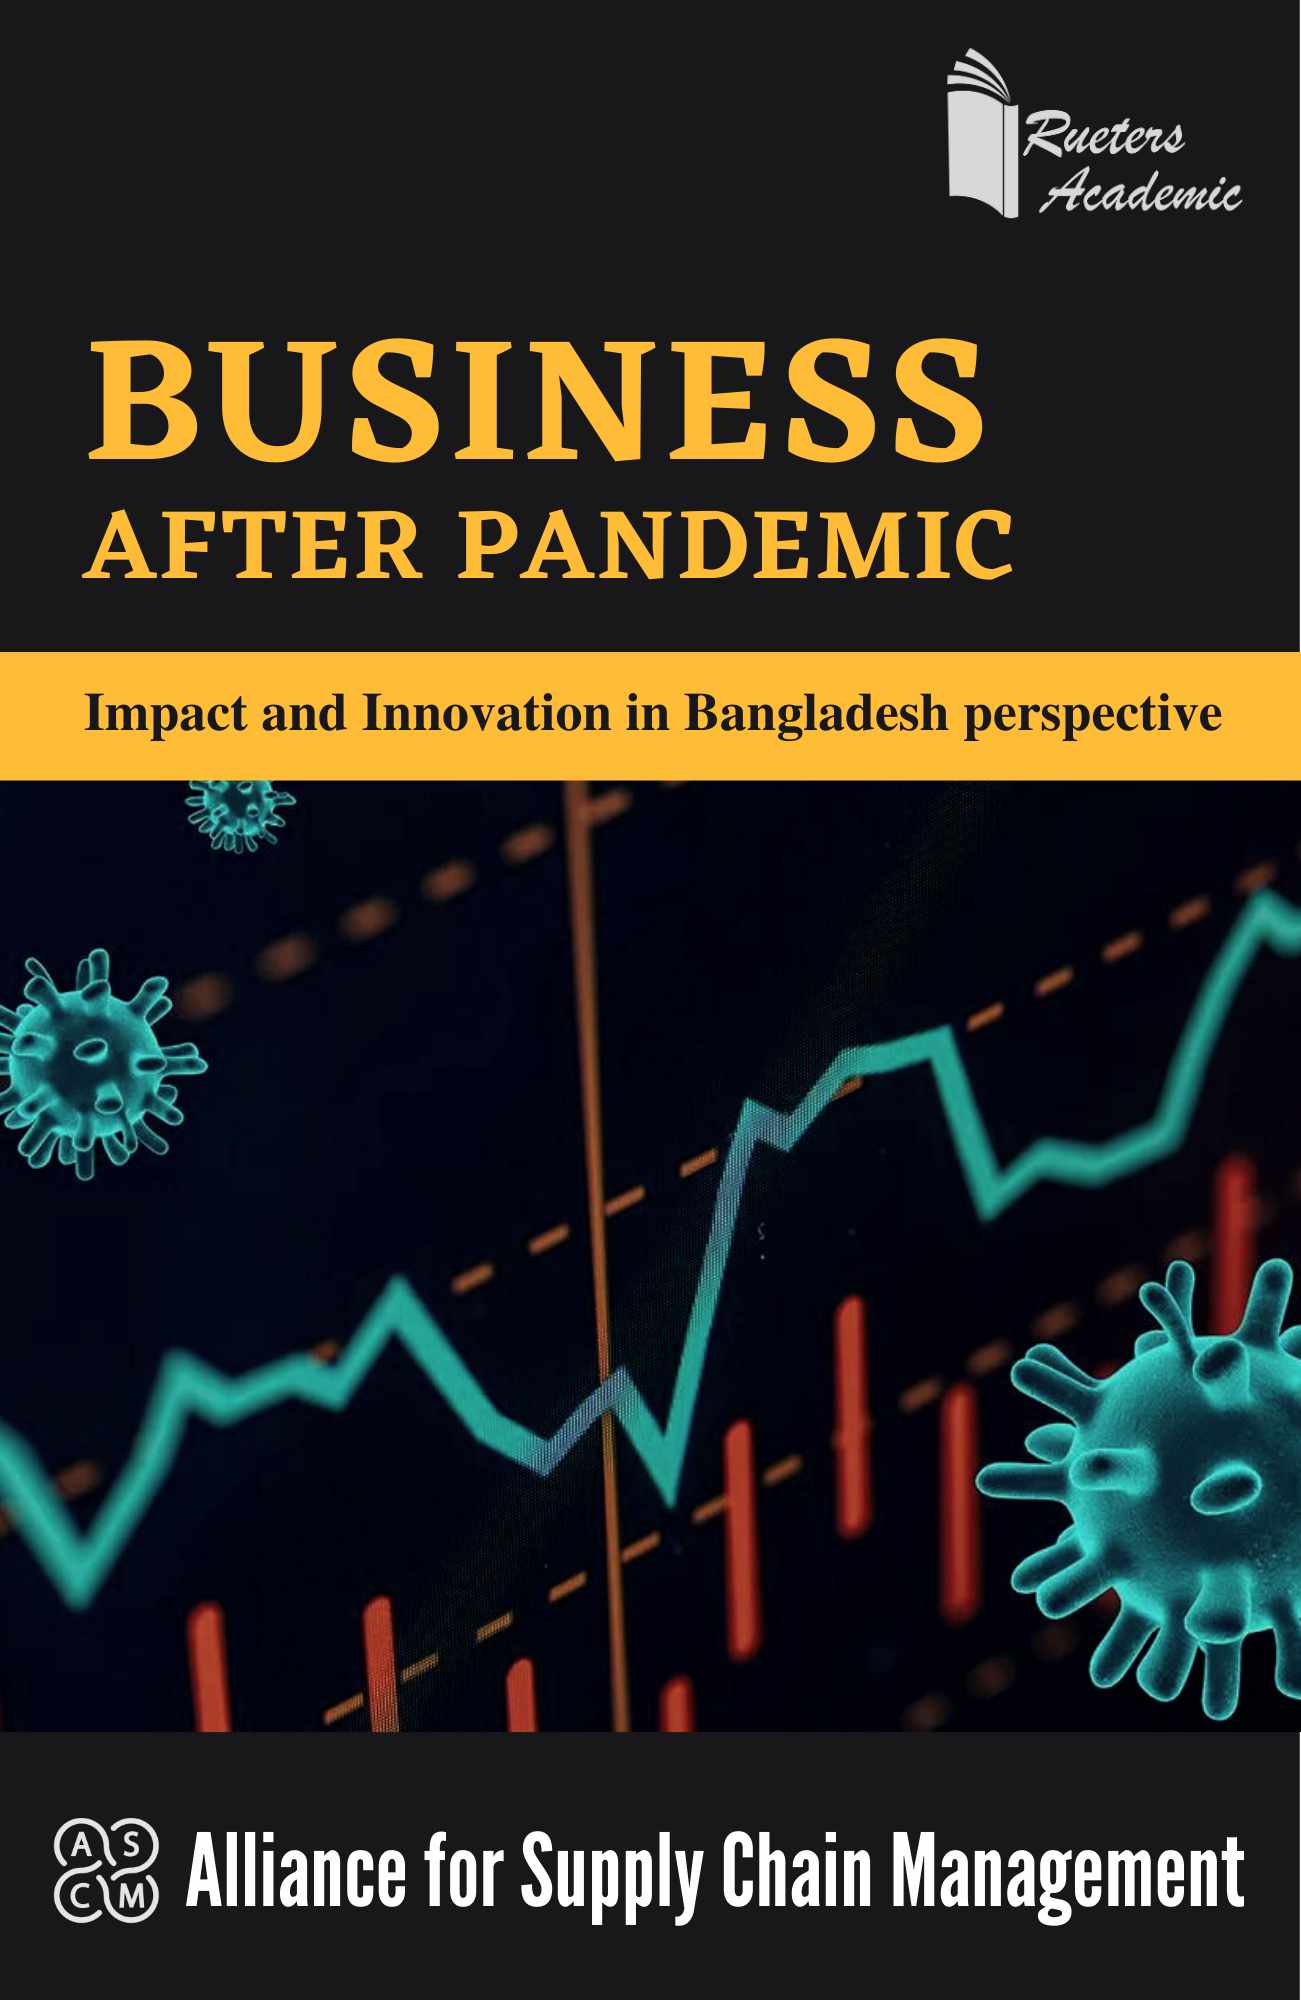 Rueters
Academic
BUSINESS
AFTER PANDEMIC
Impact and Innovation in Bangladesh perspective
A S
C M
Alliance for Supply Chain Management